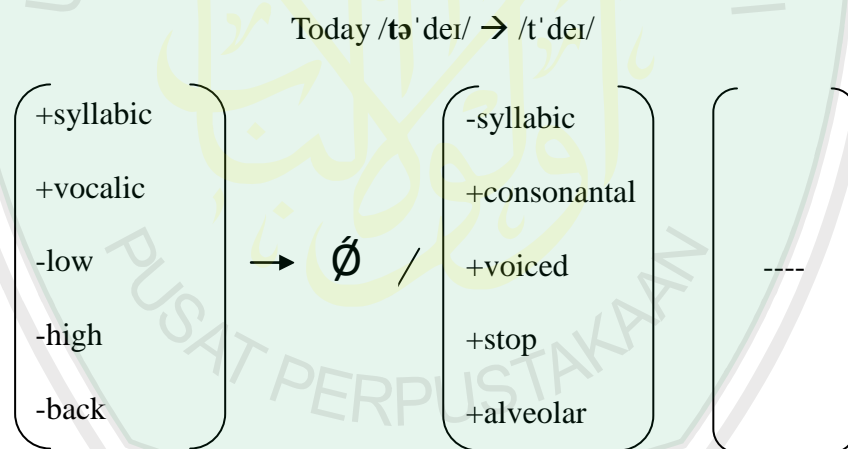 Today /təˈdeɪ/ → /tˈdeɪ/
+syllabic -syllabic
+vocalic +consonantal
-low → Ǿ / +voiced ----
-high +stop
-back +alveolar
PUSAT PERPUSTAKAAN